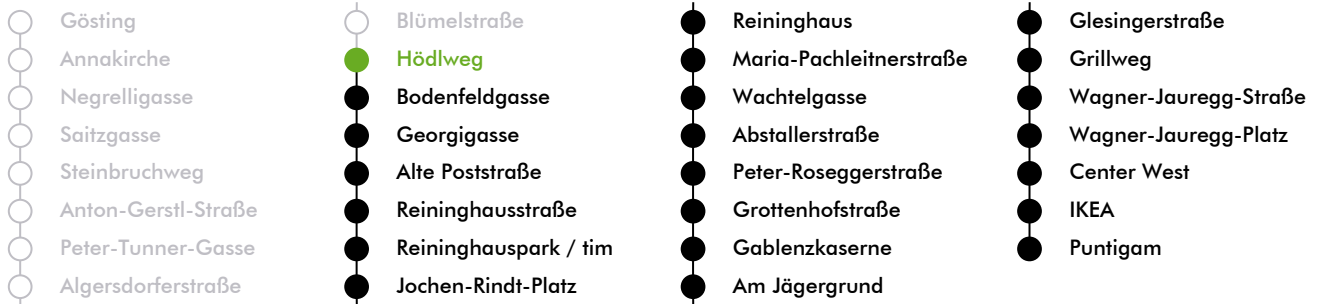 Gösting
Annakirche
Negrelligasse
Saitzgasse
Steinbruchweg
Anton-Gerstl-Straße
Peter-Tunner-Gasse
Algersdorferstraße
Blümelstraße
Hödlweg
Bodenfeldgasse
Georgigasse
Alte Poststraße
Reininghausstraße
Reininghauspark / tim
Jochen-Rindt-Platz
Reininghaus
Maria-Pachleitnerstraße
Wachtelgasse
Abstallerstraße
Peter-Roseggerstraße
Grottenhofstraße
Gablenzkaserne
Am Jägergrund
Glesingerstraße
Grillweg
Wagner-Jauregg-Straße
Wagner-Jauregg-Platz
Center West
IKEA
Puntigam